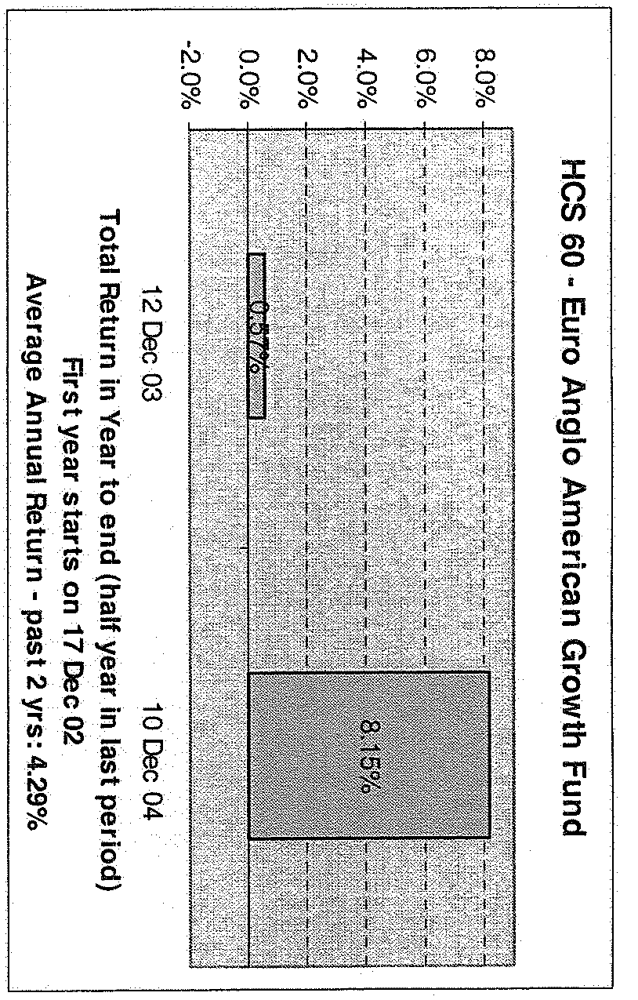 HCS 60 - Euro Anglo American Growth Fund
8.0%
6.0%
4.0%
2.0%
0.0%
-2.0%
0.57%
8.15%
12 Dec 03
10 Dec 04
Total Return in Year to end (half year in last period)
First year starts on 17 Dec 02
Average Annual Return - past 2 yrs: 4.29%